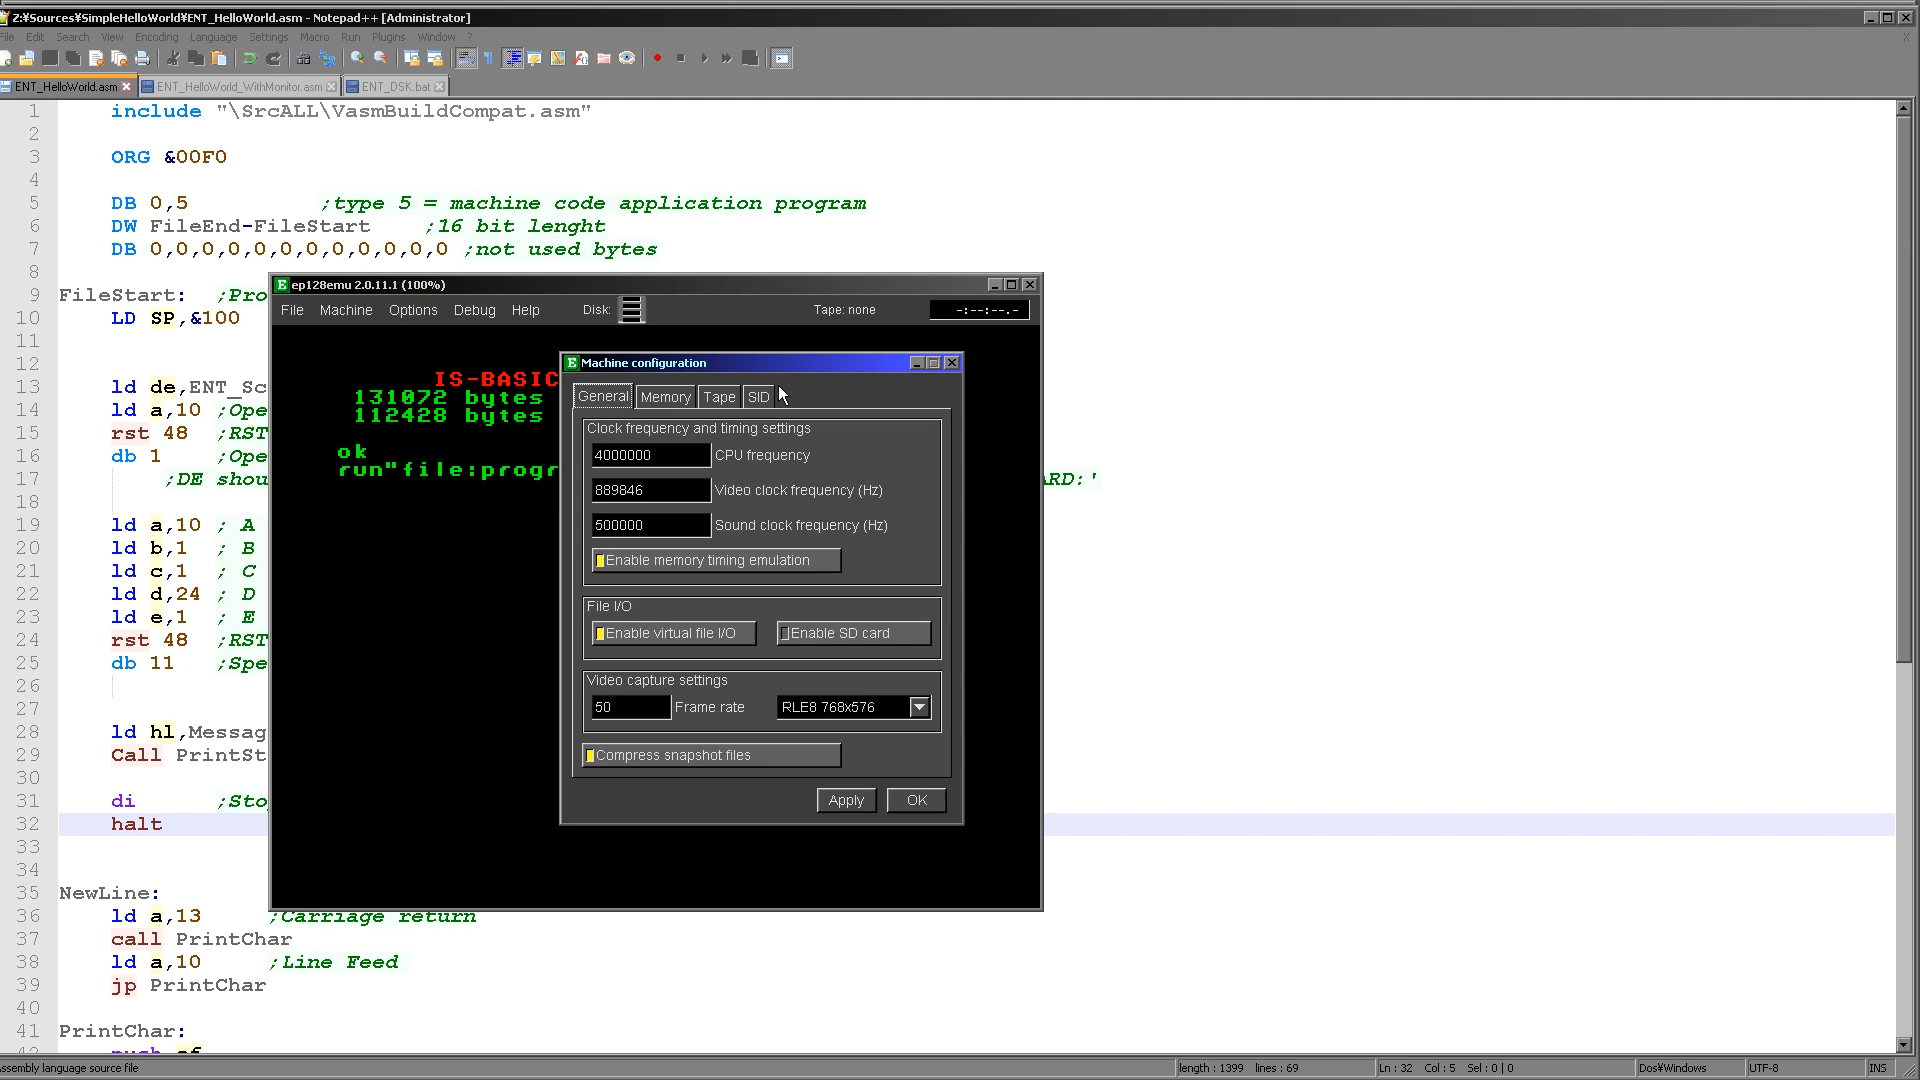 Z:¥Sources¥SimpleHelloWorld¥ENT_HelloWorld.asm - Notepad++ [Administrator]
File Edit Search View Encoding Language Settings Macro Run Plugins Window ?
ENT_HelloWorld.asm ENT_HelloWorld_WithMonitor.asm ENT_DSK.bat
1 include "\SrcALL\VasmBuildCompat.asm"
2
3 ORG &00F0
4
5 DB 0,5 ;type 5 = machine code application program
6 DW FileEnd-FileStart ;16 bit lenght
7 DB 0,0,0,0,0,0,0,0,0,0,0,0 ;not used bytes
8
9 FileStart: ;Pro
10 LD SP,&100
11
12
13 ld de,ENT_Sc
14 ld a,10 ;Ope
15 rst 48 ;RST
16 db 1 ;Ope
17 ;DE shou RD:'
18
19 ld a,10 ; A
20 ld b,1 ; B
21 ld c,1 ; C
22 ld d,24 ; D
23 ld e,1 ; E
24 rst 48 ;RST
25 db 11 ;Spe
26
27
28 ld hl,Messag
29 Call PrintSt
30
31 di ;Sto
32 halt
33
34
35 NewLine:
36 ld a,13 ;Carriage return
37 call PrintChar
38 ld a,10 ;Line Feed
39 jp PrintChar
40
41 PrintChar:
ep128emu 2.0.11.1 (100%)
File Machine Options Debug Help Disk: Tape: none -:--:--.-
IS-BASIC
131072 bytes
112428 bytes
ok
run"file:progr
Machine configuration
General Memory Tape SID
Clock frequency and timing settings
4000000 CPU frequency
889846 Video clock frequency (Hz)
500000 Sound clock frequency (Hz)
Enable memory timing emulation
File I/O
Enable virtual file I/O Enable SD card
Video capture settings
50 Frame rate RLE8 768x576
Compress snapshot files
Apply OK
ssembly language source file length : 1399 lines : 69 Ln : 32 Col : 5 Sel : 0 | 0 Dos¥Windows UTF-8 INS